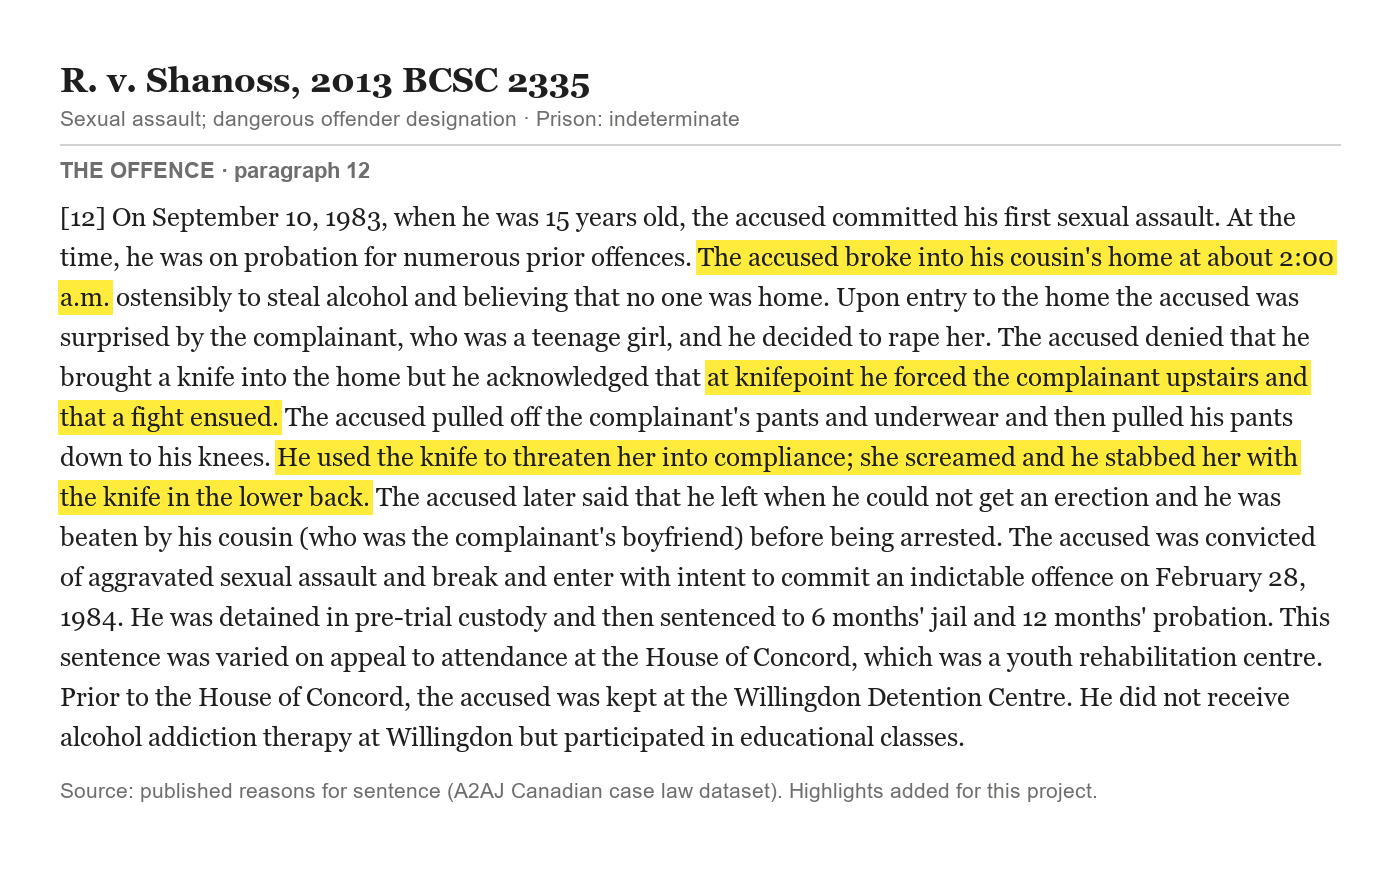 R. v. Shanoss, 2013 BCSC 2335
Sexual assault; dangerous offender designation · Prison: indeterminate
THE OFFENCE · paragraph 12
[12] On September 10, 1983, when he was 15 years old, the accused committed his first sexual assault. At the
time, he was on probation for numerous prior offences. The accused broke into his cousin's home at about 2:00
a.m. ostensibly to steal alcohol and believing that no one was home. Upon entry to the home the accused was
surprised by the complainant, who was a teenage girl, and he decided to rape her. The accused denied that he
brought a knife into the home but he acknowledged that at knifepoint he forced the complainant upstairs and
that a fight ensued. The accused pulled off the complainant's pants and underwear and then pulled his pants
down to his knees. He used the knife to threaten her into compliance; she screamed and he stabbed her with
the knife in the lower back. The accused later said that he left when he could not get an erection and he was
beaten by his cousin (who was the complainant's boyfriend) before being arrested. The accused was convicted
of aggravated sexual assault and break and enter with intent to commit an indictable offence on February 28,
1984. He was detained in pre-trial custody and then sentenced to 6 months' jail and 12 months' probation. This
sentence was varied on appeal to attendance at the House of Concord, which was a youth rehabilitation centre.
Prior to the House of Concord, the accused was kept at the Willingdon Detention Centre. He did not receive
alcohol addiction therapy at Willingdon but participated in educational classes.
Source: published reasons for sentence (A2AJ Canadian case law dataset). Highlights added for this project.